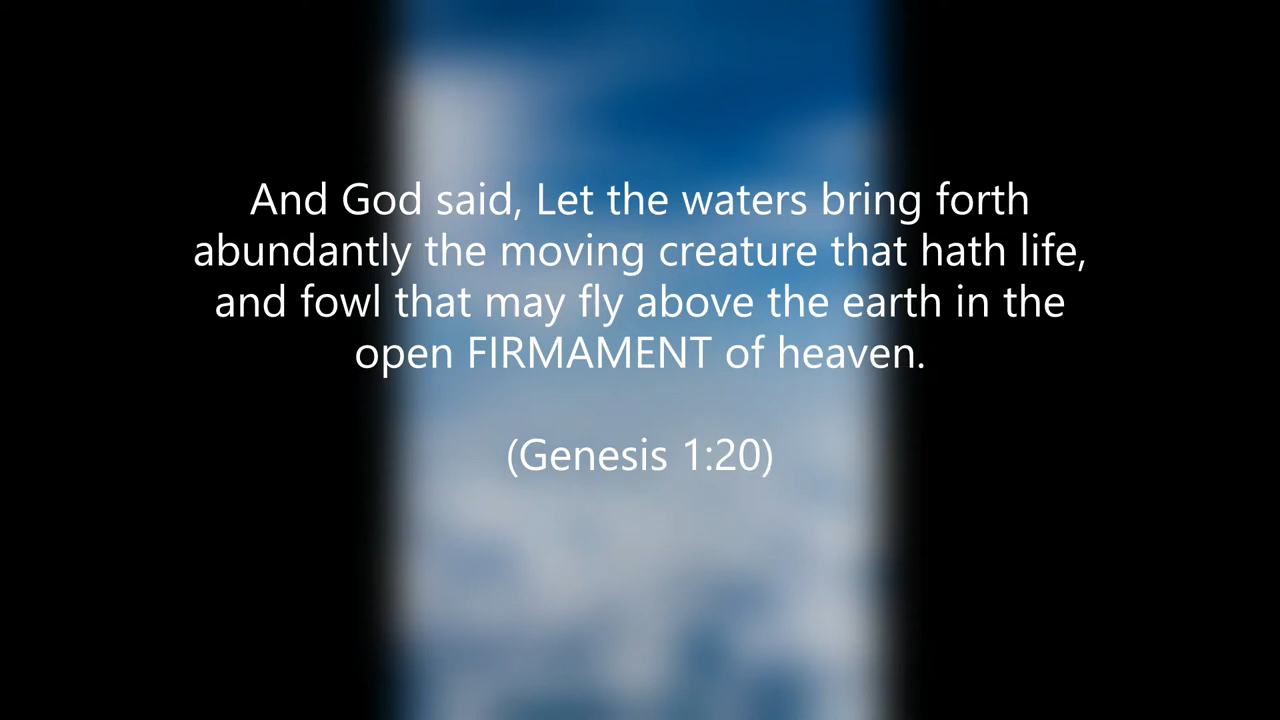 And God said, Let the waters bring forth
abundantly the moving creature that hath life,
and fowl that may fly above the earth in the
open FIRMAMENT of heaven.
(Genesis 1:20)